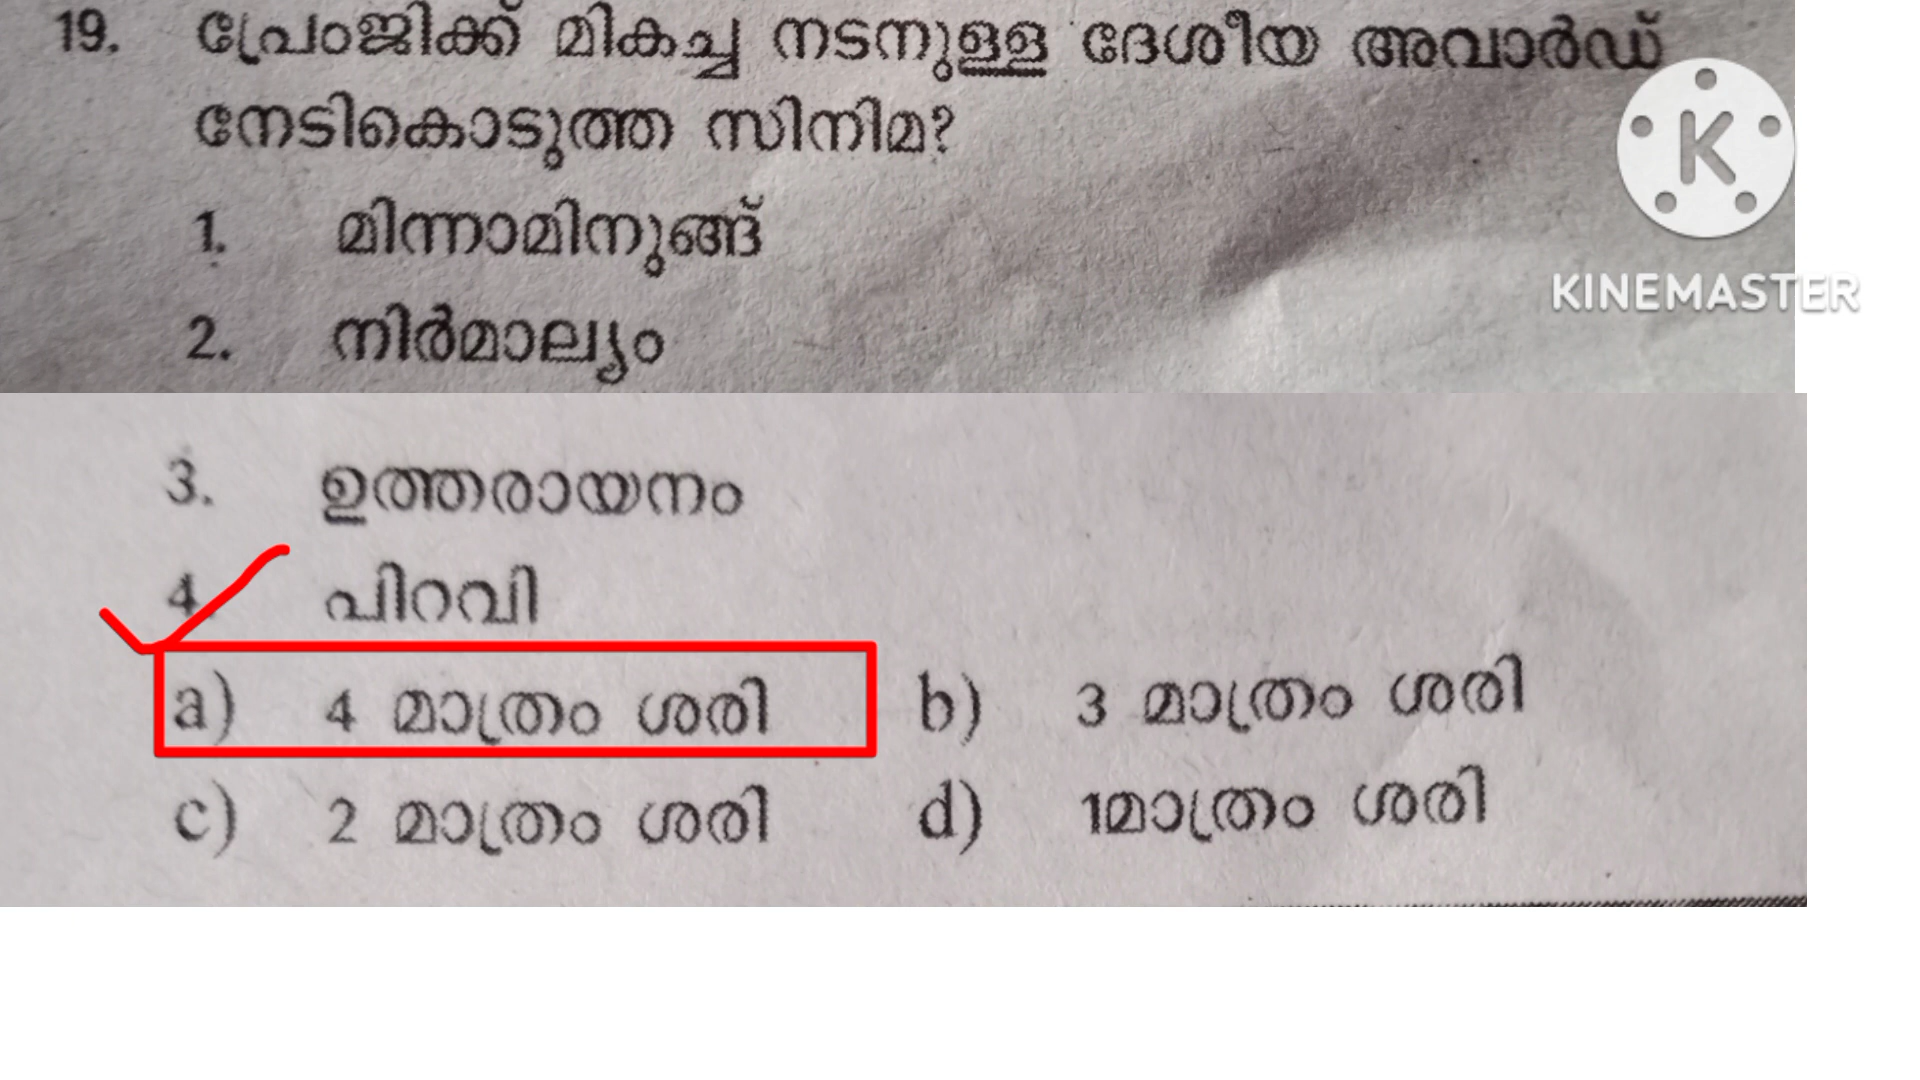 19. പ്രേംജിക്ക് മികച്ച നടനുള്ള ദേശീയ അവാർഡ്
നേടികൊടുത്ത സിനിമ?
1. മിന്നാമിനുങ്ങ്
2. നിർമാല്യം
K
KINEMASTER
3. ഉത്തരായനം
4. പിറവി
a) 4 മാത്രം ശരി b) 3 മാത്രം ശരി
c) 2 മാത്രം ശരി d) 1മാത്രം ശരി